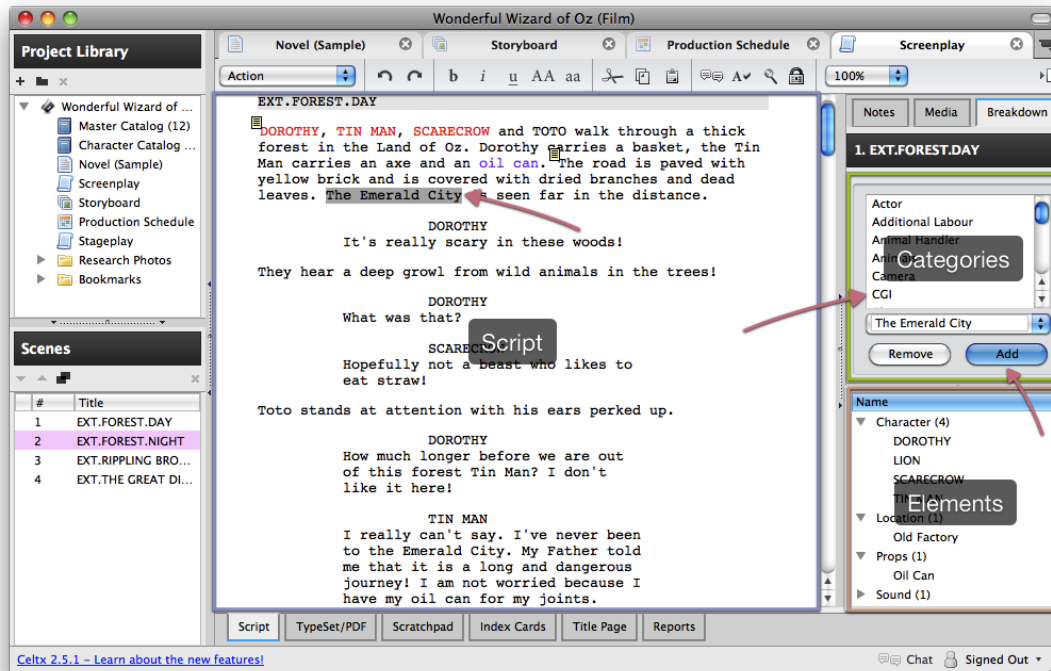 Wonderful Wizard of Oz (Film)
Project Library
Novel (Sample)
Storyboard
Production Schedule
Screenplay
Action
b i u AA aa
A
100%
Wonderful Wizard of ...
Master Catalog (12)
Character Catalog ...
Novel (Sample)
Screenplay
Storyboard
Production Schedule
Stageplay
Research Photos
Bookmarks
Scenes
# Title
1 EXT.FOREST.DAY
2 EXT.FOREST.NIGHT
3 EXT.RIPPLING BRO...
4 EXT.THE GREAT DI...
EXT.FOREST.DAY
DOROTHY, TIN MAN, SCARECROW and TOTO walk through a thick
forest in the Land of Oz. Dorothy carries a basket, the Tin
Man carries an axe and an oil can. The road is paved with
yellow brick and is covered with dried branches and dead
leaves. The Emerald City is seen far in the distance.
DOROTHY
It's really scary in these woods!
They hear a deep growl from wild animals in the trees!
DOROTHY
What was that?
Script
SCARECROW
Hopefully not a beast who likes to
eat straw!
Toto stands at attention with his ears perked up.
DOROTHY
How much longer before we are out
of this forest Tin Man? I don't
like it here!
TIN MAN
I really can't say. I've never been
to the Emerald City. My Father told
me that it is a long and dangerous
journey! I am not worried because I
have my oil can for my joints.
Notes
Media
Breakdown
1. EXT.FOREST.DAY
Actor
Additional Labour
Animal Handler
Animals
Categories
Camera
CGI
The Emerald City
Remove
Add
Name
Character (4)
DOROTHY
LION
SCARECROW
TIN MAN
Elements
Location (1)
Old Factory
Props (1)
Oil Can
Sound (1)
Script
TypeSet/PDF
Scratchpad
Index Cards
Title Page
Reports
Celtx 2.5.1 – Learn about the new features!
Chat
Signed Out